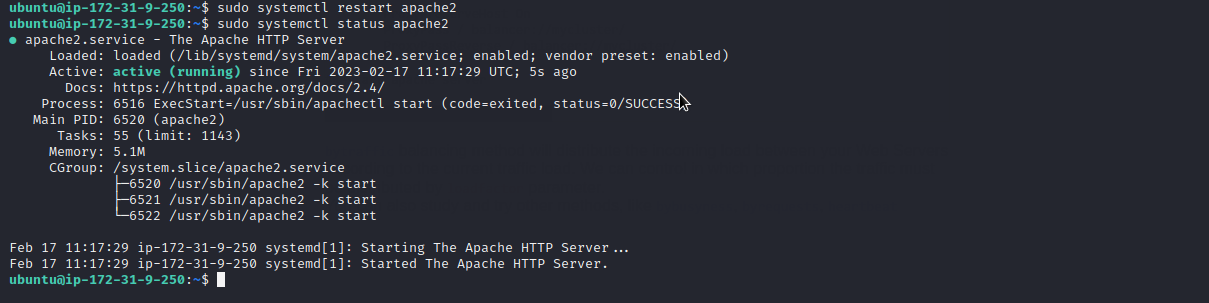 ubuntu@ip-172-31-9-250:~$ sudo systemctl restart apache2
ubuntu@ip-172-31-9-250:~$ sudo systemctl status apache2
● apache2.service - The Apache HTTP Server
     Loaded: loaded (/lib/systemd/system/apache2.service; enabled; vendor preset: enabled)
     Active: active (running) since Fri 2023-02-17 11:17:29 UTC; 5s ago
       Docs: https://httpd.apache.org/docs/2.4/
    Process: 6516 ExecStart=/usr/sbin/apachectl start (code=exited, status=0/SUCCESS
   Main PID: 6520 (apache2)
      Tasks: 55 (limit: 1143)
     Memory: 5.1M
     CGroup: /system.slice/apache2.service
             ├─6520 /usr/sbin/apache2 -k start
             ├─6521 /usr/sbin/apache2 -k start
             └─6522 /usr/sbin/apache2 -k start
Feb 17 11:17:29 ip-172-31-9-250 systemd[1]: Starting The Apache HTTP Server...
Feb 17 11:17:29 ip-172-31-9-250 systemd[1]: Started The Apache HTTP Server.
ubuntu@ip-172-31-9-250:~$